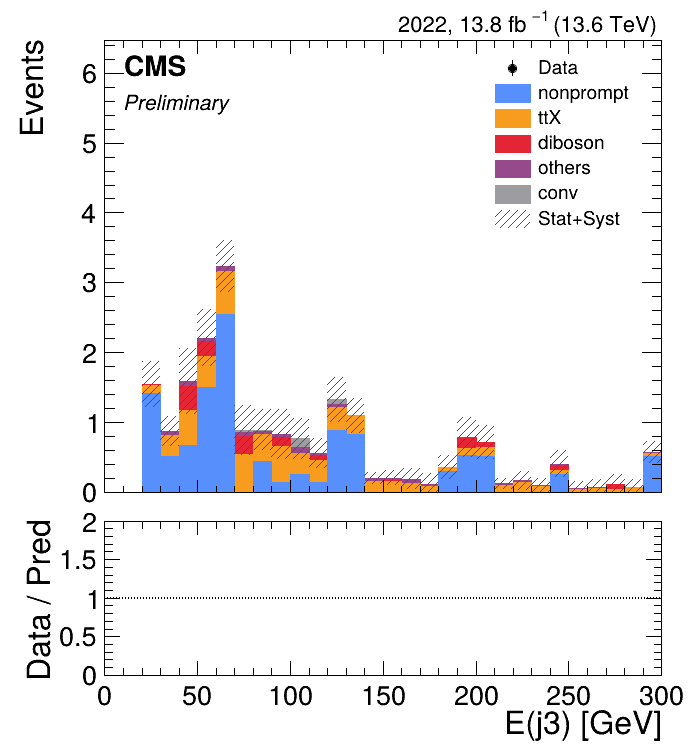 2022, 13.8 fb⁻¹ (13.6 TeV)
Events
CMS
Preliminary
Data
nonprompt
ttX
diboson
others
conv
Stat+Syst
6
5
4
3
2
1
0
Data / Pred
2
1.5
1
0.5
0
0 50 100 150 200 250 300
E(j3) [GeV]